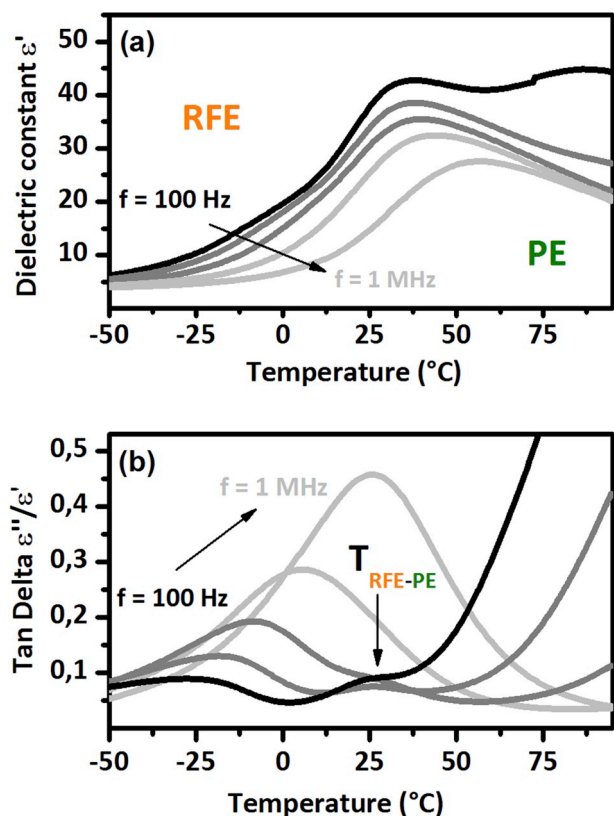 (a)
Dielectric constant ε'
50
40
30
20
10
RFE
f = 100 Hz
f = 1 MHz
PE
-50 -25 0 25 50 75
Temperature (°C)
(b)
Tan Delta ε''/ε'
0,5
0,4
0,3
0,2
0,1
f = 1 MHz
f = 100 Hz
T RFE-PE
-50 -25 0 25 50 75
Temperature (°C)